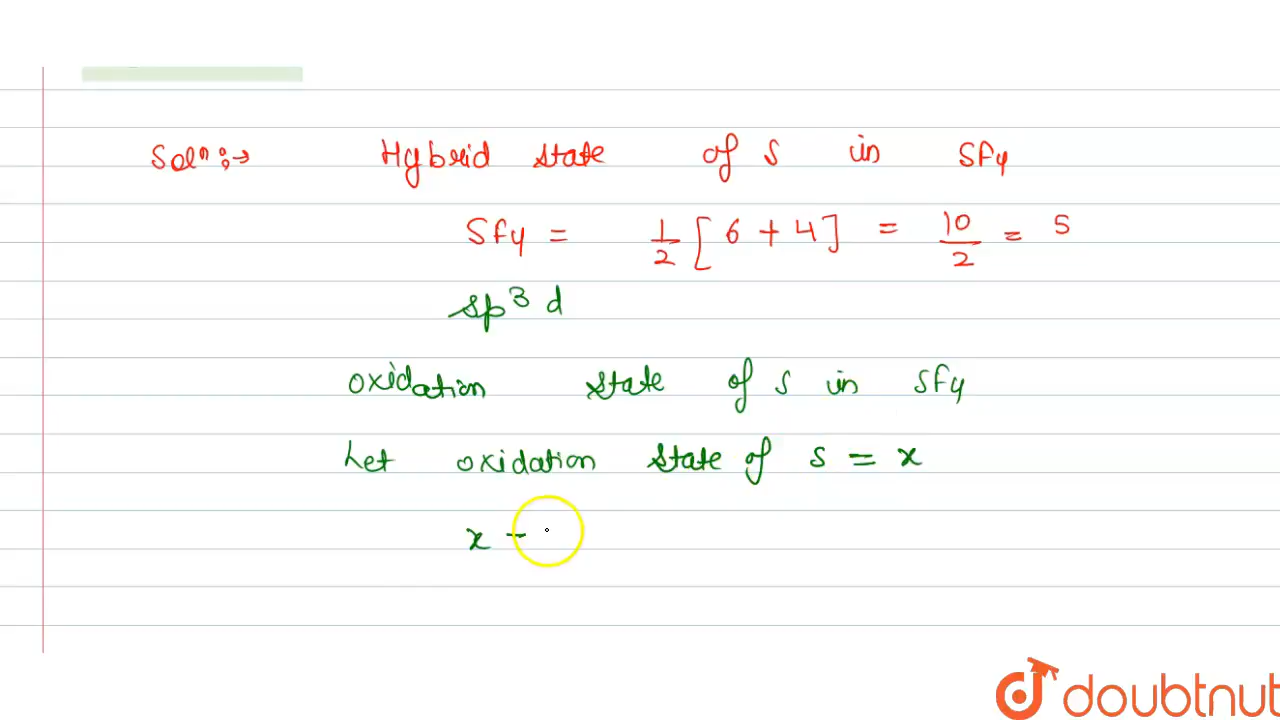 Solⁿ :→ Hybrid state of S in SF4
SF4 = 1/2 [6 + 4] = 10/2 = 5
sp³d
oxidation state of S in SF4
Let oxidation state of S = x
x -
doubtnut